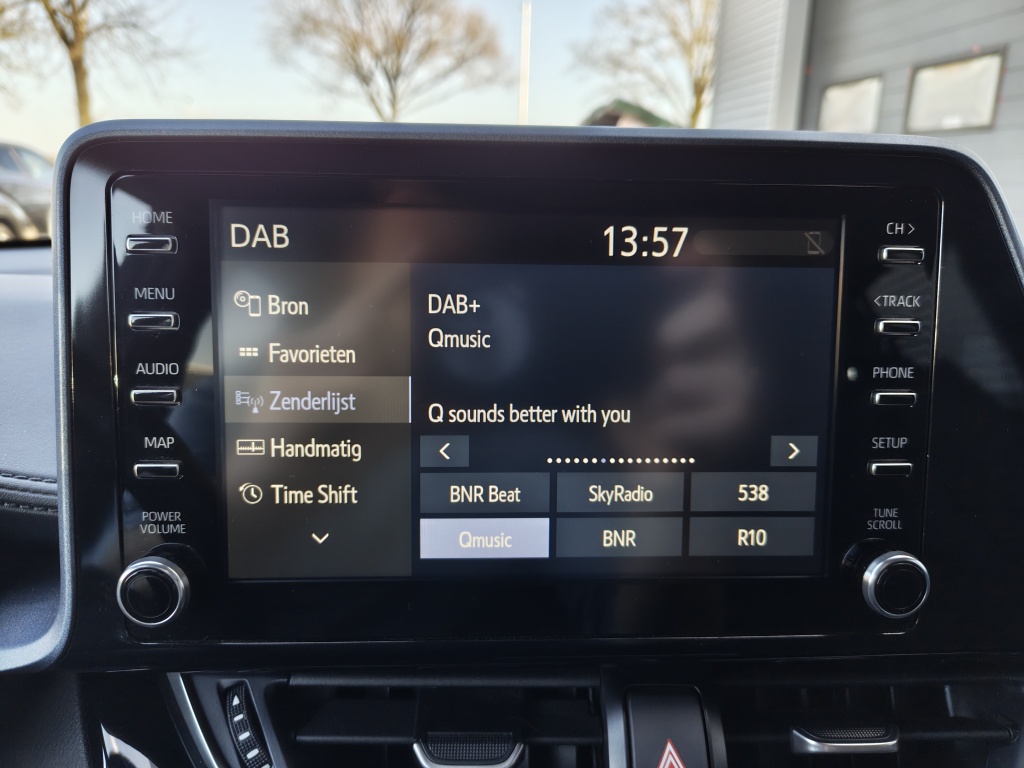 HOME
MENU
AUDIO
MAP
POWER
VOLUME
DAB
13:57
Bron
Favorieten
Zenderlijst
Handmatig
Time Shift
DAB+
Qmusic
Q sounds better with you
< >
BNR Beat SkyRadio 538
Qmusic BNR R10
CH >
< TRACK
PHONE
SETUP
TUNE
SCROLL